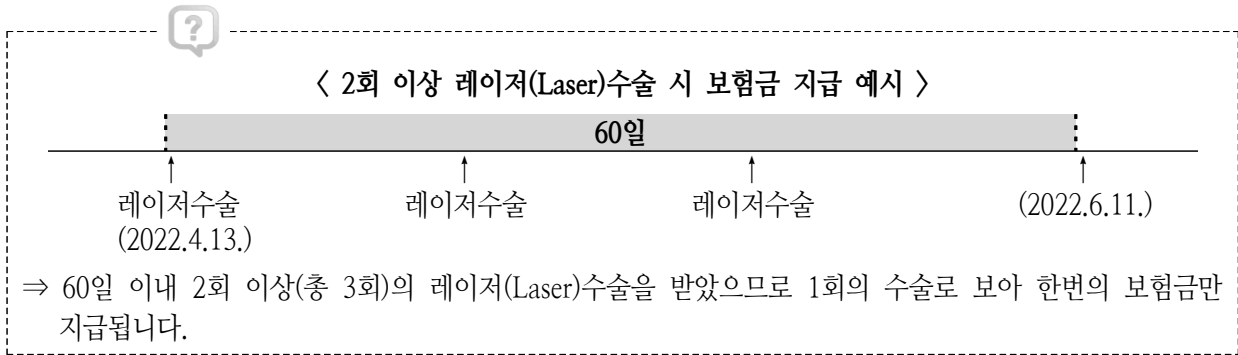 ?
〈 2회 이상 레이저(Laser)수술 시 보험금 지급 예시 〉
60일
레이저수술 레이저수술 레이저수술 (2022.6.11.)
(2022.4.13.)
⇒ 60일 이내 2회 이상(총 3회)의 레이저(Laser)수술을 받았으므로 1회의 수술로 보아 한번의 보험금만
지급됩니다.